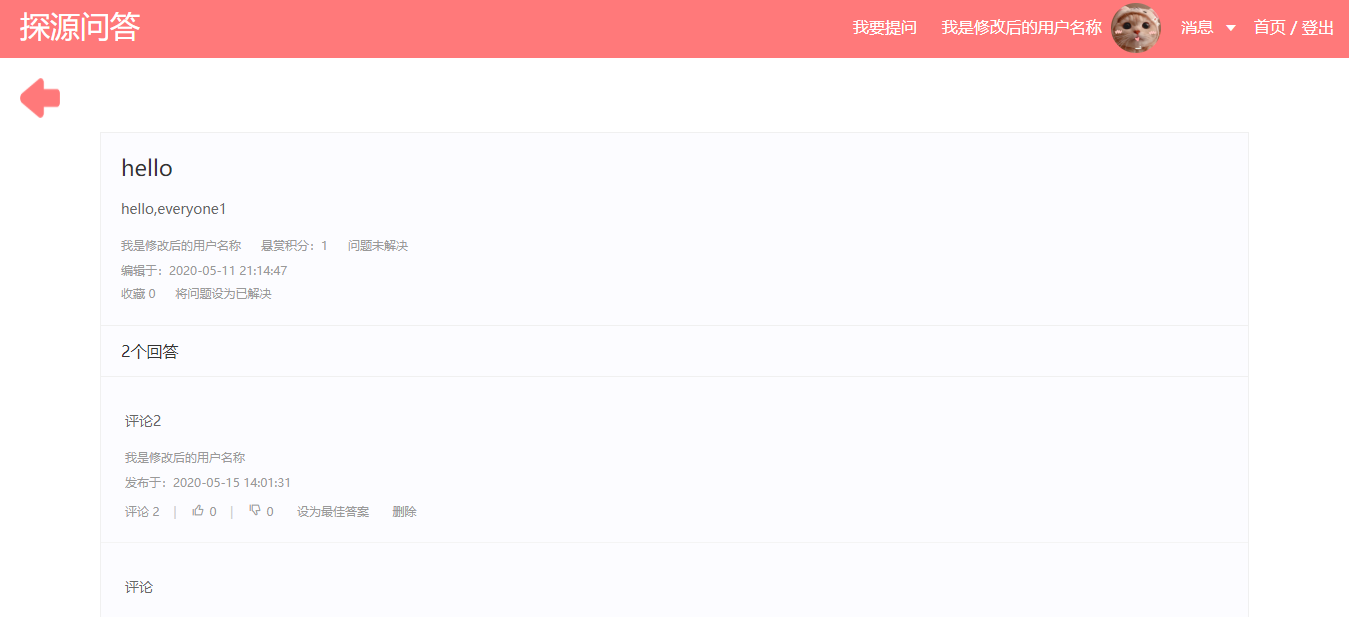 探源问答 我要提问 我是修改后的用户名称 消息 首页 / 登出
hello
hello,everyone1
我是修改后的用户名称 悬赏积分：1 问题未解决
编辑于：2020-05-11 21:14:47
收藏 0 将问题设为已解决
2个回答
评论2
我是修改后的用户名称
发布于：2020-05-15 14:01:31
评论 2 | 0 | 0 设为最佳答案 删除
评论